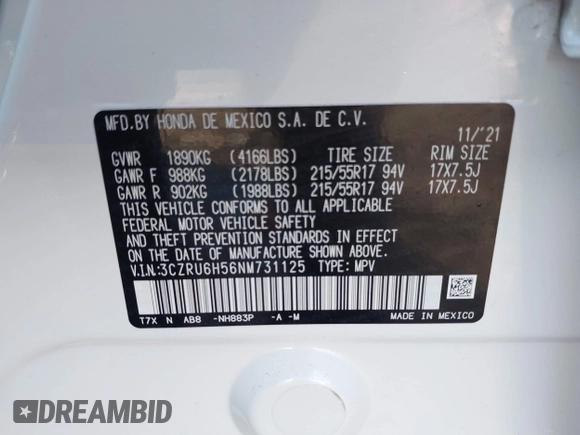 MFD.BY HONDA DE MEXICO S.A. DE C.V.
11/'21
GVWR 1890KG (4166LBS) TIRE SIZE RIM SIZE
GAWR F 988KG (2178LBS) 215/55R17 94V 17X7.5J
GAWR R 902KG (1988LBS) 215/55R17 94V 17X7.5J
THIS VEHICLE CONFORMS TO ALL APPLICABLE
FEDERAL MOTOR VEHICLE SAFETY
AND THEFT PREVENTION STANDARDS IN EFFECT
ON THE DATE OF MANUFACTURE SHOWN ABOVE.
V.I.N:3CZRU6H56NM731125 TYPE: MPV
T7X N AB8 -NH883P -A -M MADE IN MEXICO
DREAMBID